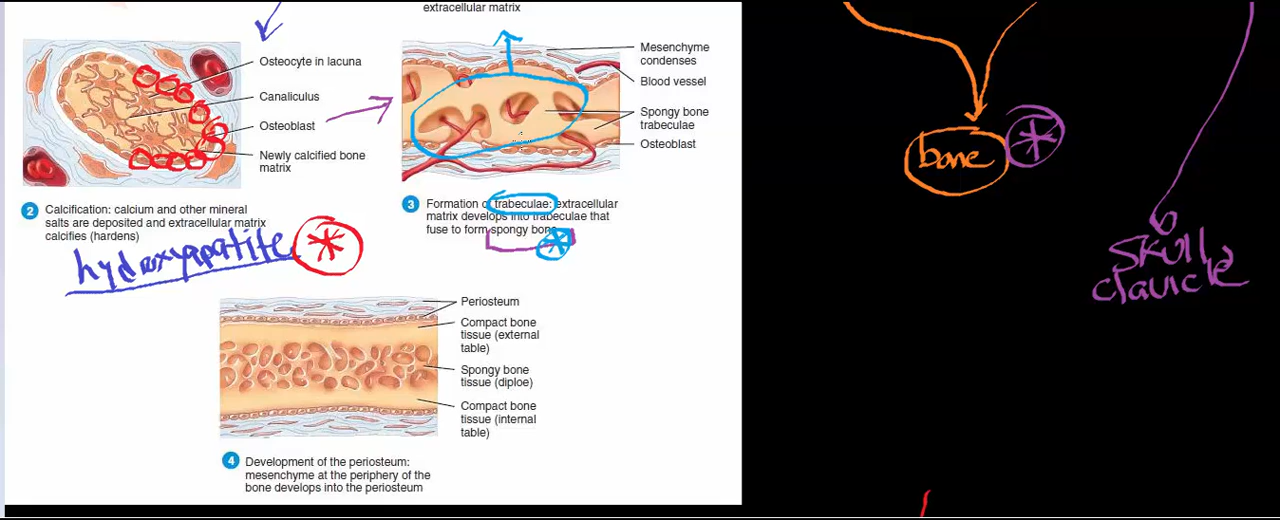 extracellular matrix
Osteocyte in lacuna
Canaliculus
Osteoblast
Newly calcified bone
matrix
2 Calcification: calcium and other mineral
salts are deposited and extracellular matrix
calcifies (hardens)
hydroxyapatite
Mesenchyme
condenses
Blood vessel
Spongy bone
trabeculae
Osteoblast
3 Formation of trabeculae: extracellular
matrix develops into trabeculae that
fuse to form spongy bone
Periosteum
Compact bone
tissue (external
table)
Spongy bone
tissue (diploe)
Compact bone
tissue (internal
table)
4 Development of the periosteum:
mesenchyme at the periphery of the
bone develops into the periosteum
bone
skull